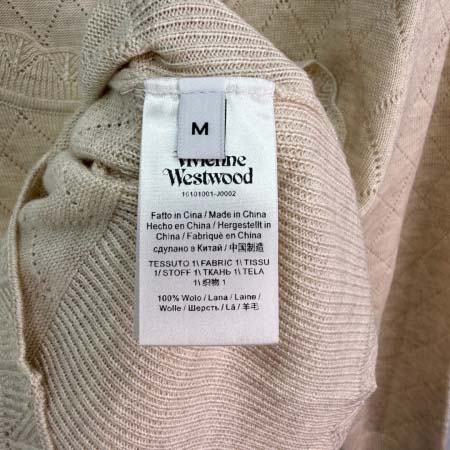 M
Vivienne
Westwood
16101001-J0002
Fatto in Cina / Made in China
Hecho en China / Hergestellt in
China / Fabriqué en China
сдулано в Китай / 中国制造
TESSUTO 1\ FABRIC 1\ TISSU
1/ STOFF 1\ ТКАНЬ 1\ TELA
1\ 织物 1
100% Wolo / Lana / Laine /
Wolle / Шерсть / Lã / 羊毛